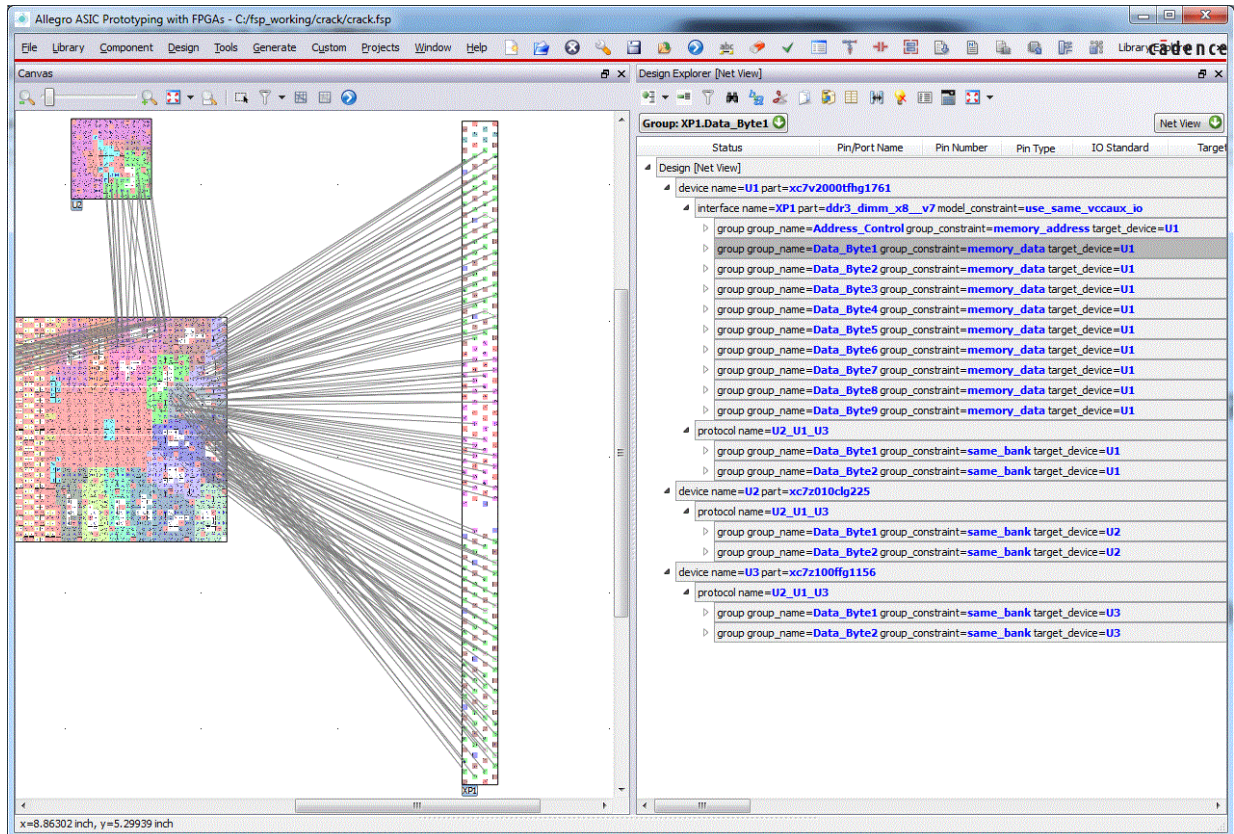 Allegro ASIC Prototyping with FPGAs - C:/fsp_working/crack/crack.fsp
File Library Component Design Tools Generate Custom Projects Window Help
cādence
Canvas
Design Explorer [Net View]
Group: XP1.Data_Byte1
Net View
Status Pin/Port Name Pin Number Pin Type IO Standard Target
Design [Net View]
device name=U1 part=xc7v2000tfhg1761
interface name=XP1 part=ddr3_dimm_x8__v7 model_constraint=use_same_vccaux_io
group group_name=Address_Control group_constraint=memory_address target_device=U1
group group_name=Data_Byte1 group_constraint=memory_data target_device=U1
group group_name=Data_Byte2 group_constraint=memory_data target_device=U1
group group_name=Data_Byte3 group_constraint=memory_data target_device=U1
group group_name=Data_Byte4 group_constraint=memory_data target_device=U1
group group_name=Data_Byte5 group_constraint=memory_data target_device=U1
group group_name=Data_Byte6 group_constraint=memory_data target_device=U1
group group_name=Data_Byte7 group_constraint=memory_data target_device=U1
group group_name=Data_Byte8 group_constraint=memory_data target_device=U1
group group_name=Data_Byte9 group_constraint=memory_data target_device=U1
protocol name=U2_U1_U3
group group_name=Data_Byte1 group_constraint=same_bank target_device=U1
group group_name=Data_Byte2 group_constraint=same_bank target_device=U1
device name=U2 part=xc7z010clg225
protocol name=U2_U1_U3
group group_name=Data_Byte1 group_constraint=same_bank target_device=U2
group group_name=Data_Byte2 group_constraint=same_bank target_device=U2
device name=U3 part=xc7z100ffg1156
protocol name=U2_U1_U3
group group_name=Data_Byte1 group_constraint=same_bank target_device=U3
group group_name=Data_Byte2 group_constraint=same_bank target_device=U3
U2
XP1
x=8.86302 inch, y=5.29939 inch